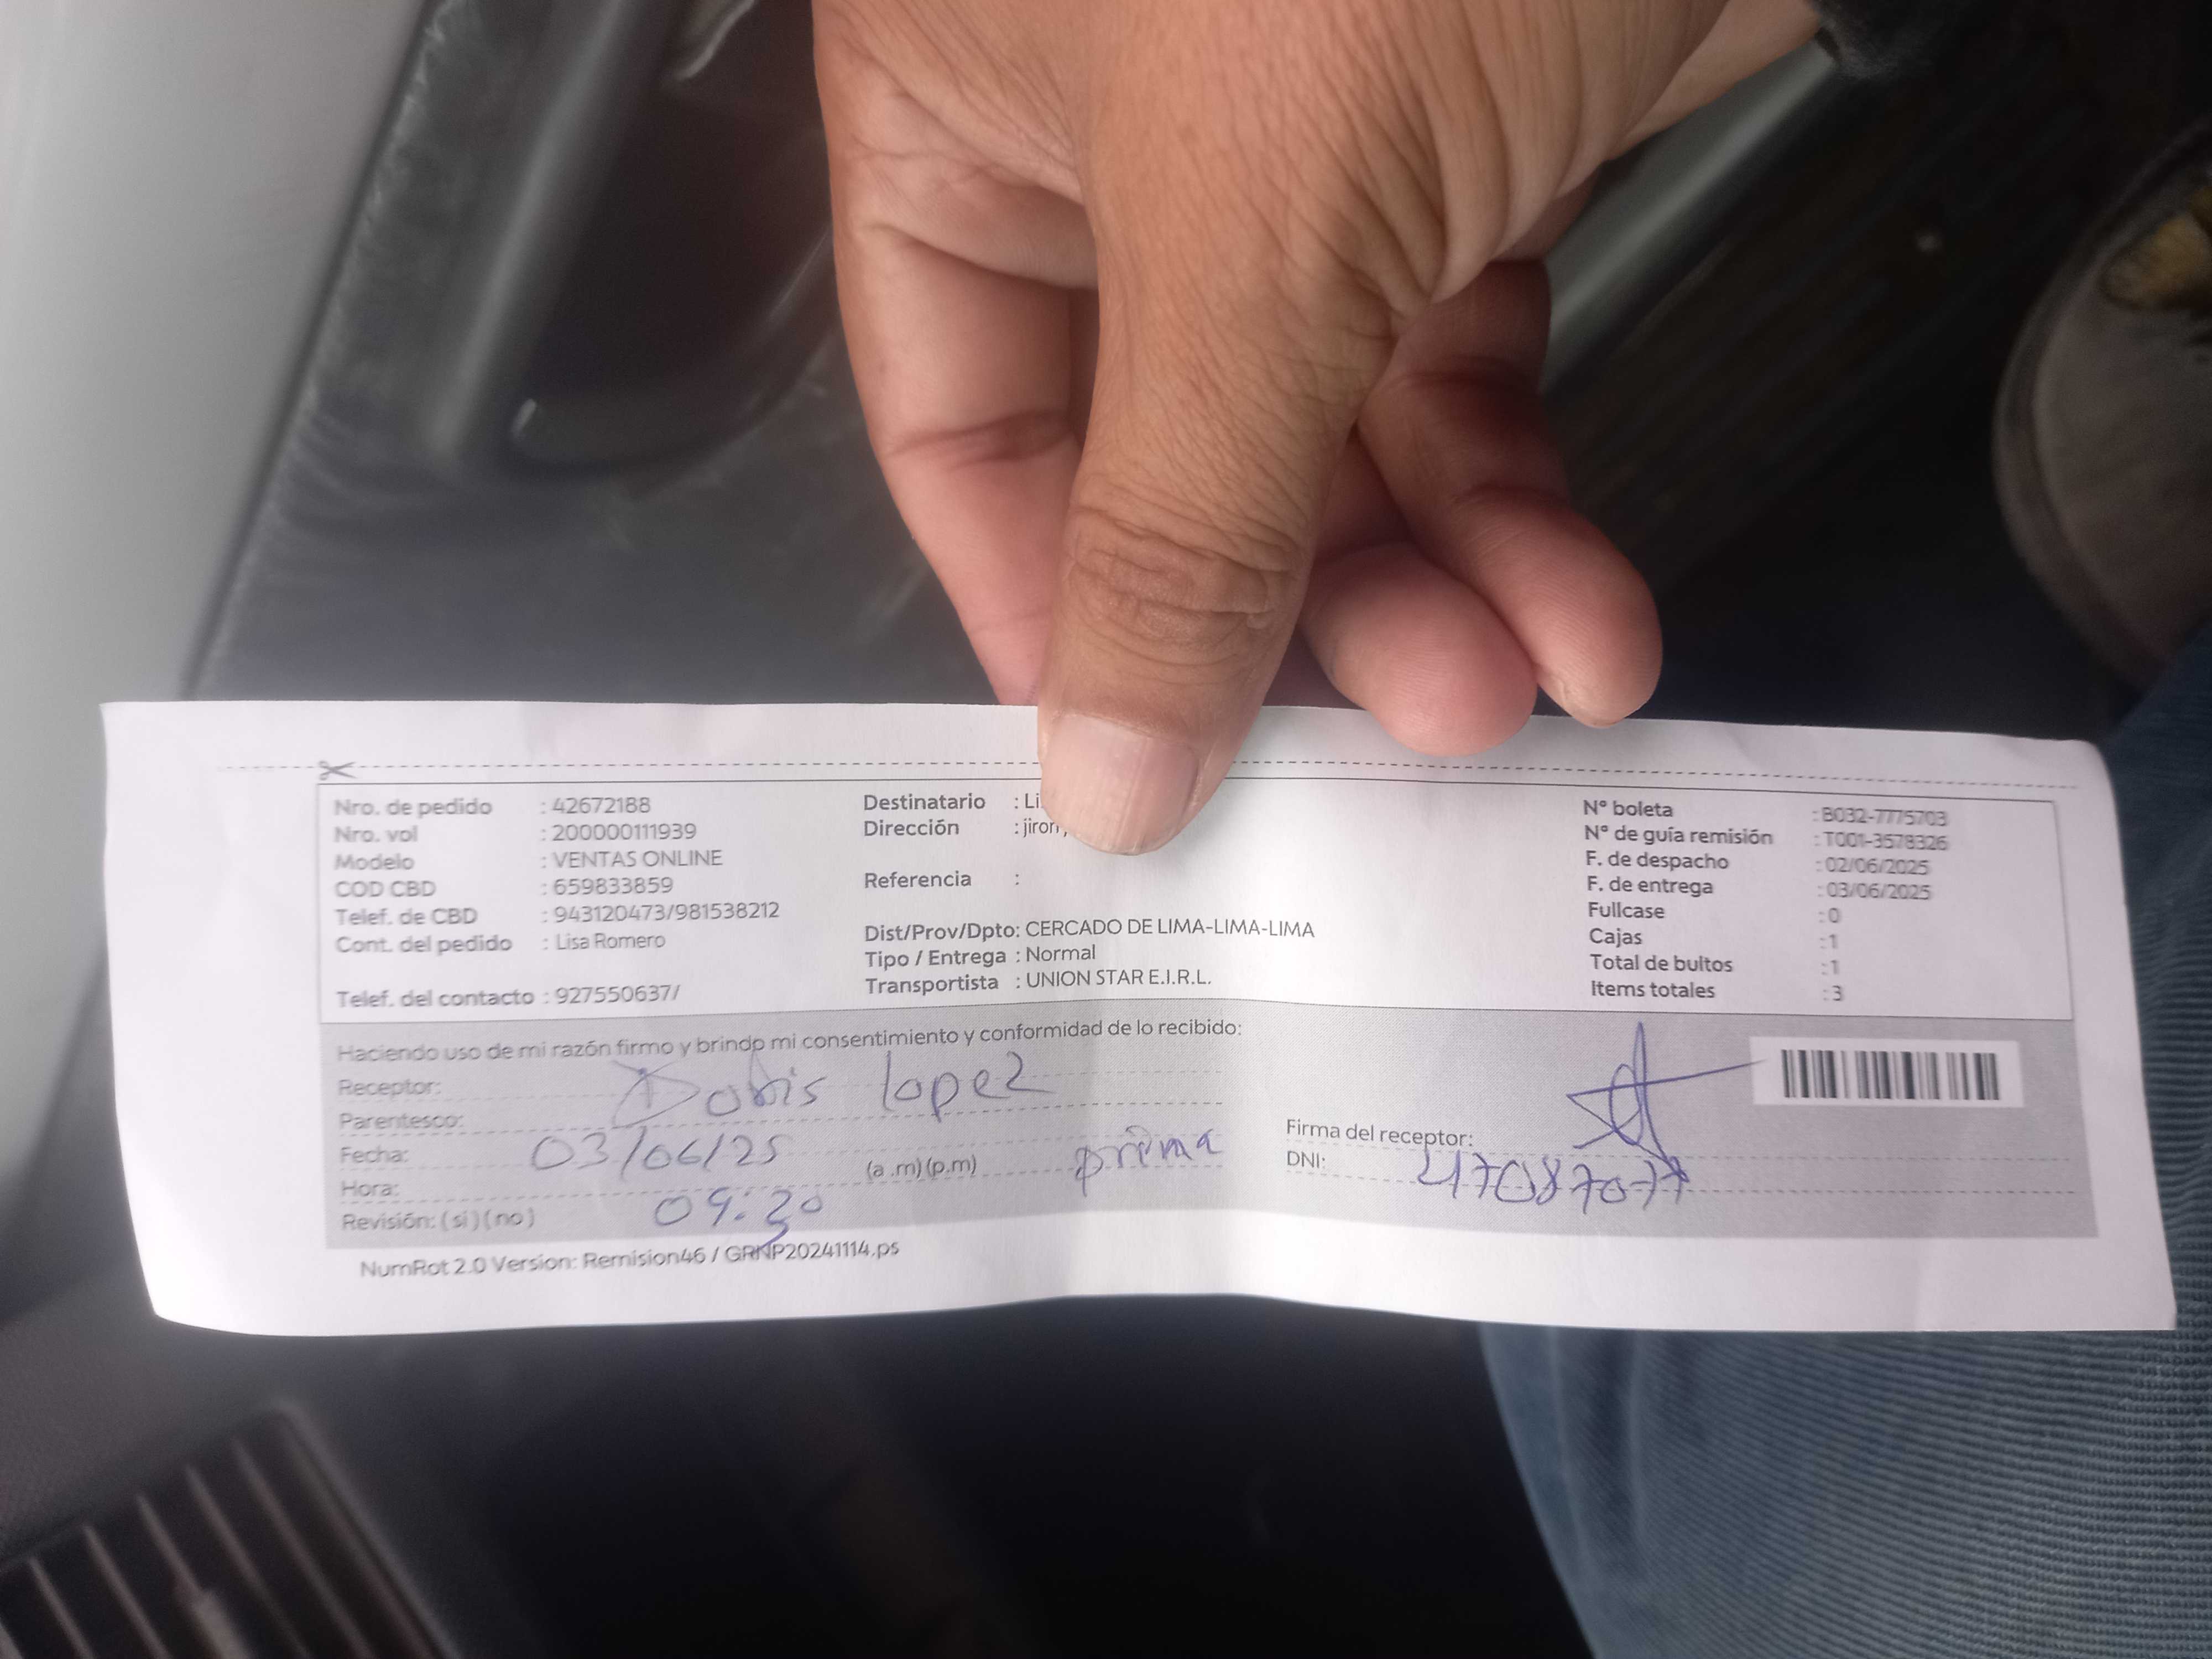 Nro. de pedido : 42672188
Nro. vol : 200000111939
Modelo : VENTAS ONLINE
COD CBD : 659833859
Telef. de CBD : 943120473/981538212
Cont. del pedido : Lisa Romero
Telef. del contacto : 927550637/
Destinatario : Li
Dirección : jiron
Referencia :
Dist/Prov/Dpto: CERCADO DE LIMA-LIMA-LIMA
Tipo / Entrega : Normal
Transportista : UNION STAR E.I.R.L.
N° boleta : B032-7775703
N° de guía remisión : T001-3578326
F. de despacho : 02/06/2025
F. de entrega : 03/06/2025
Fullcase : 0
Cajas : 1
Total de bultos : 1
Items totales : 3
Haciendo uso de mi razón firmo y brindo mi consentimiento y conformidad de lo recibido:
Receptor: Doris lopez
Parentesco: prima
Fecha: 03/06/25
Hora: 09:30 (a .m) (p.m)
Revisión: (si) (no)
Firma del receptor:
DNI: 47087077
NumRot 2.0 Version: Remision46 / GRNP20241114.ps